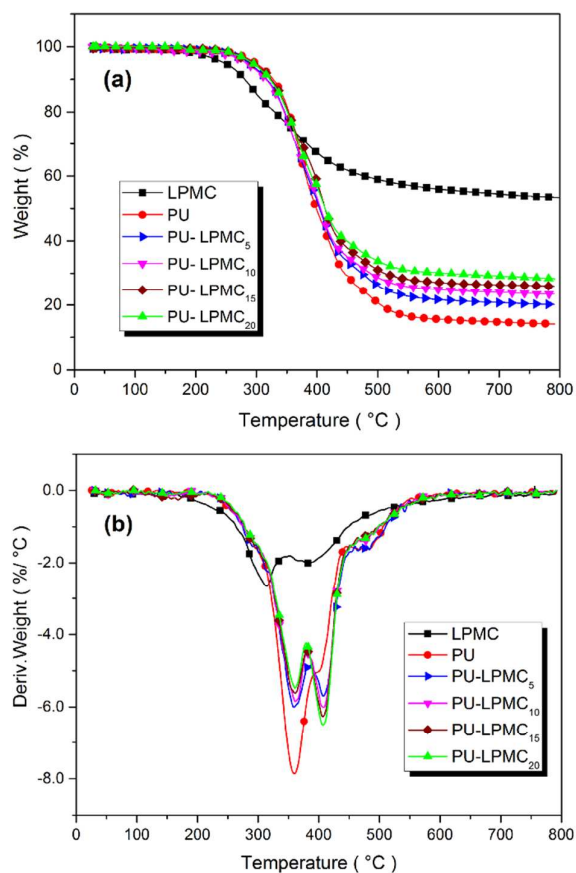 (a)
Weight ( % )
100
80
60
40
20
0
LPMC
PU
PU- LPMC5
PU- LPMC10
PU- LPMC15
PU- LPMC20
0 100 200 300 400 500 600 700 800
Temperature ( °C )
(b)
Deriv.Weight ( %/ °C )
0.0
-2.0
-4.0
-6.0
-8.0
LPMC
PU
PU-LPMC5
PU-LPMC10
PU-LPMC15
PU-LPMC20
0 100 200 300 400 500 600 700 800
Temperature ( °C )